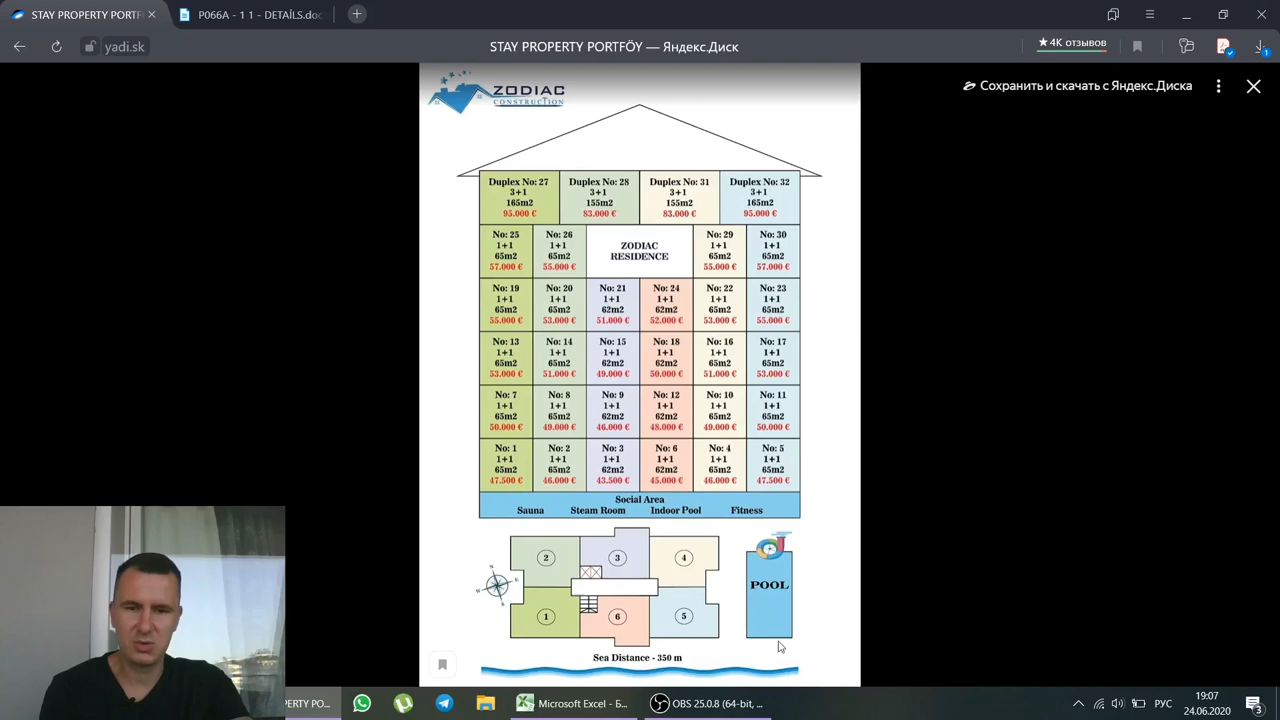 STAY PROPERTY PORTF
P066A - 1 1 - DETAİLS.doc
yadi.sk
STAY PROPERTY PORTFÖY — Яндекс.Диск
★4K отзывов
ZODIAC
CONSTRUCTION
Сохранить и скачать с Яндекс.Диска
Duplex No: 27
3+1
165m2
95.000 €
Duplex No: 28
3+1
155m2
83.000 €
Duplex No: 31
3+1
155m2
83.000 €
Duplex No: 32
3+1
165m2
95.000 €
No: 25
1+1
65m2
57.000 €
No: 26
1+1
65m2
55.000 €
ZODIAC
RESIDENCE
No: 29
1+1
65m2
55.000 €
No: 30
1+1
65m2
57.000 €
No: 19
1+1
65m2
55.000 €
No: 20
1+1
65m2
53.000 €
No: 21
1+1
62m2
51.000 €
No: 24
1+1
62m2
52.000 €
No: 22
1+1
65m2
53.000 €
No: 23
1+1
65m2
55.000 €
No: 13
1+1
65m2
53.000 €
No: 14
1+1
65m2
51.000 €
No: 15
1+1
62m2
49.000 €
No: 18
1+1
62m2
50.000 €
No: 16
1+1
65m2
51.000 €
No: 17
1+1
65m2
53.000 €
No: 7
1+1
65m2
50.000 €
No: 8
1+1
65m2
49.000 €
No: 9
1+1
62m2
46.000 €
No: 12
1+1
62m2
48.000 €
No: 10
1+1
65m2
49.000 €
No: 11
1+1
65m2
50.000 €
No: 1
1+1
65m2
47.500 €
No: 2
1+1
65m2
46.000 €
No: 3
1+1
62m2
43.500 €
No: 6
1+1
62m2
45.000 €
No: 4
1+1
65m2
46.000 €
No: 5
1+1
65m2
47.500 €
Social Area
Sauna Steam Room Indoor Pool Fitness
2 3 4
1 6 5
N
E
S
W
POOL
Sea Distance - 350 m
PERTY PO...
Microsoft Excel - Б...
OBS 25.0.8 (64-bit, ...
РУС
19:07
24.06.2020
3
1